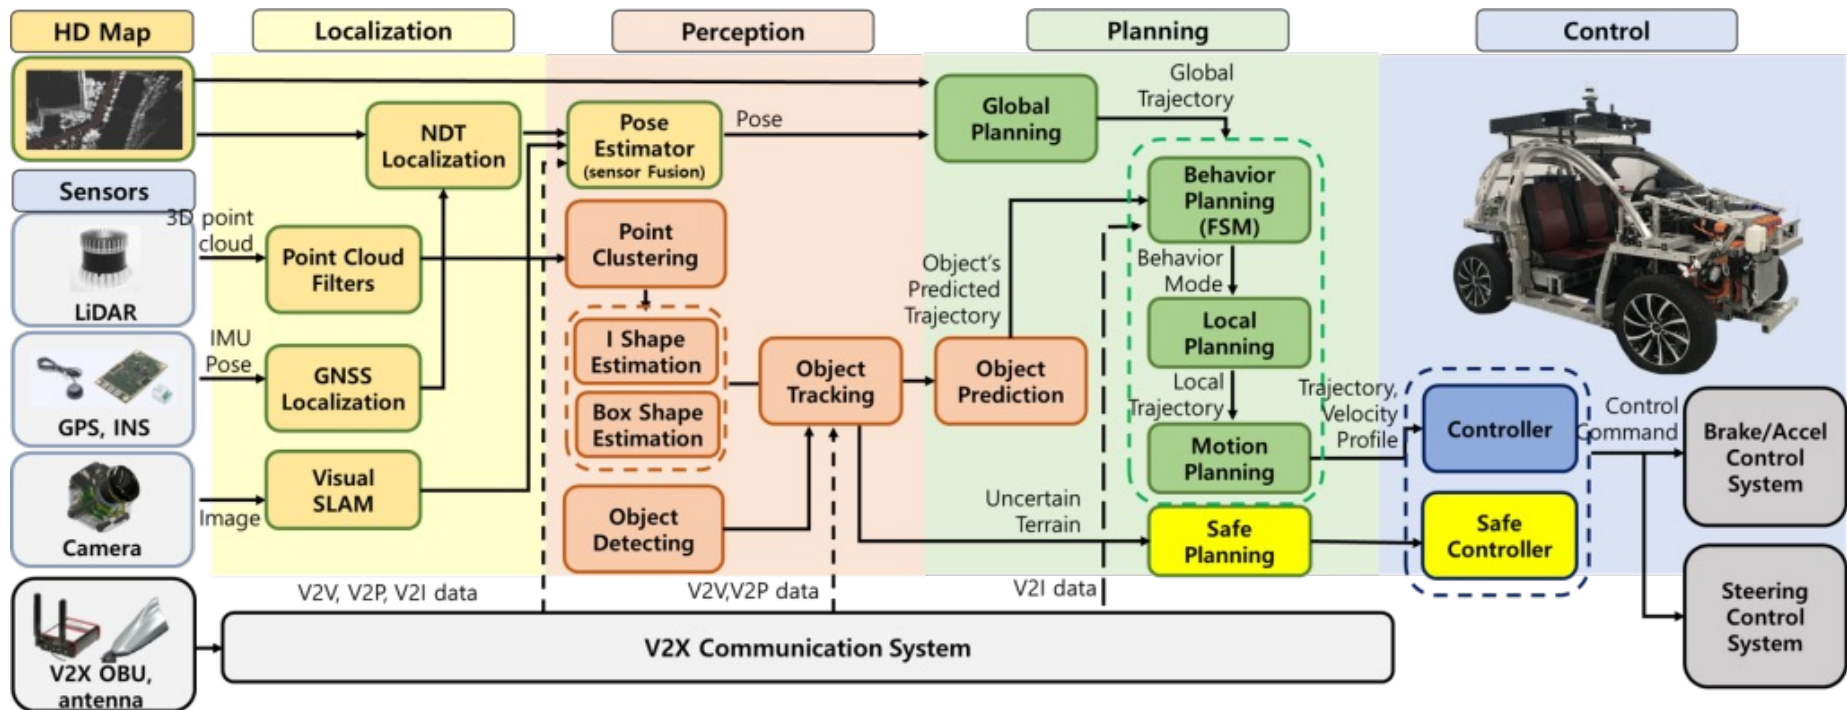 HD Map
Localization
Perception
Planning
Control
Global
Trajectory
Global
Planning
NDT
Localization
Pose
Estimator
(sensor Fusion)
Pose
Sensors
3D point
cloud
LiDAR
Point Cloud
Filters
Point
Clustering
Behavior
Planning
(FSM)
Behavior
Mode
Object's
Predicted
Trajectory
IMU
Pose
GPS, INS
GNSS
Localization
I Shape
Estimation
Box Shape
Estimation
Object
Tracking
Object
Prediction
Local
Planning
Local
Trajectory
Trajectory,
Velocity
Profile
Motion
Planning
Controller
Control
Command
Brake/Accel
Control
System
Image
Camera
Visual
SLAM
Object
Detecting
Uncertain
Terrain
Safe
Planning
Safe
Controller
Steering
Control
System
V2V, V2P, V2I data
V2V,V2P data
V2I data
V2X OBU,
antenna
V2X Communication System